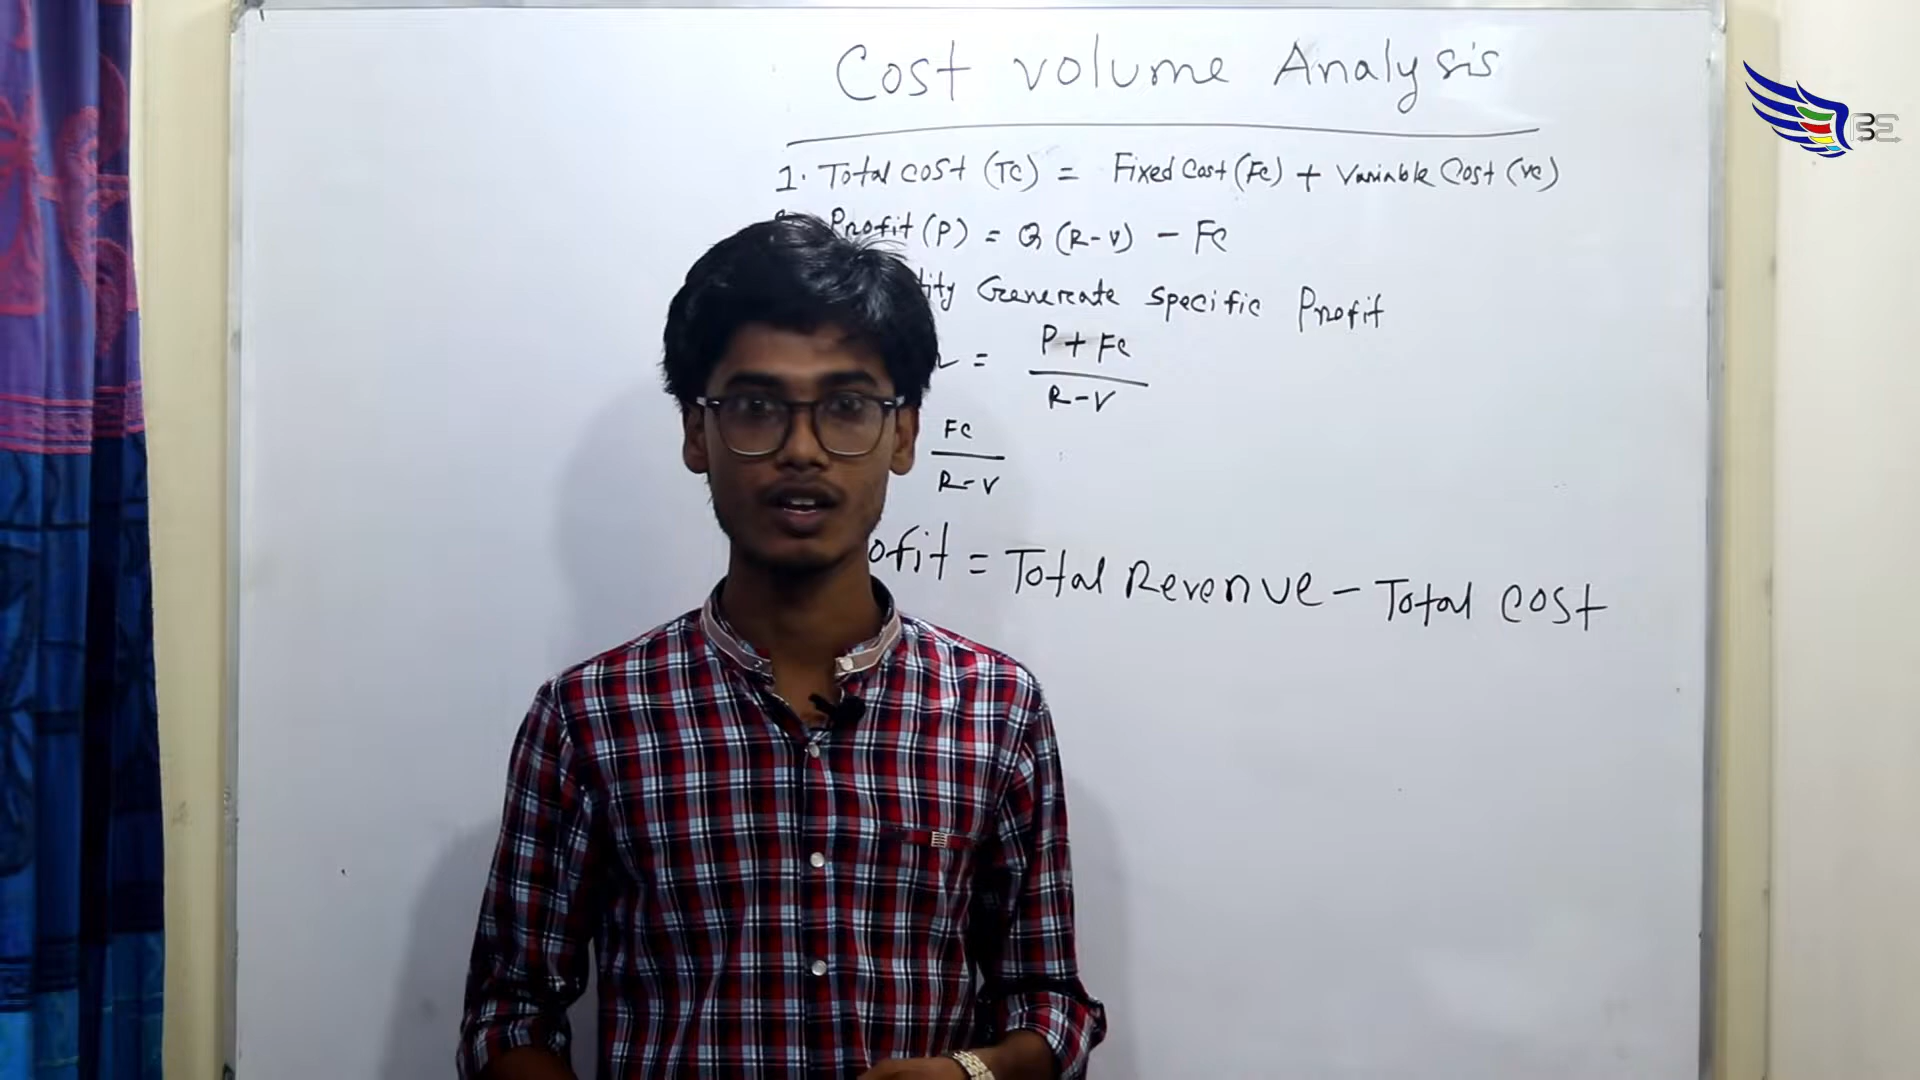 Cost volume Analysis
1. Total cost (TC) = Fixed Cost (Fc) + Variable Cost (vc)
Profit (P) = Q (R-V) - Fc
Generate specific Profit
= P + Fc
R-V
Fc
R-V
ofit = Total Revenue - Total cost